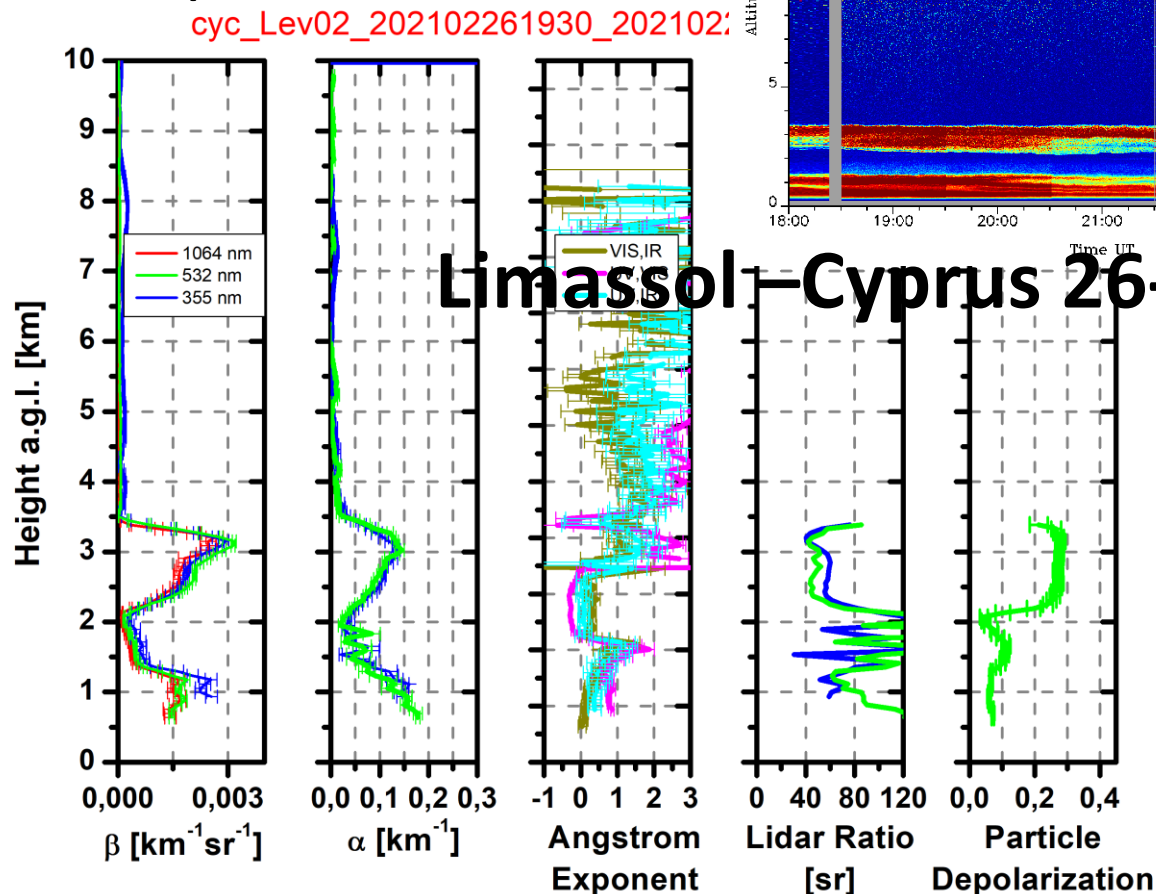 cyc_Lev02_202102261930_202102
Altit
5
0
18:00 19:00 20:00 21:00
Time UT
Limassol –Cyprus 26-
10
9
8
7
6
5
4
3
2
1
0
Height a.g.l. [km]
1064 nm
532 nm
355 nm
VIS,IR
0,000 0,003
β [km⁻¹sr⁻¹]
0,0 0,1 0,2 0,3
α [km⁻¹]
-1 0 1 2 3
Angstrom
Exponent
0 40 80 120
Lidar Ratio
[sr]
0,0 0,2 0,4
Particle
Depolarization